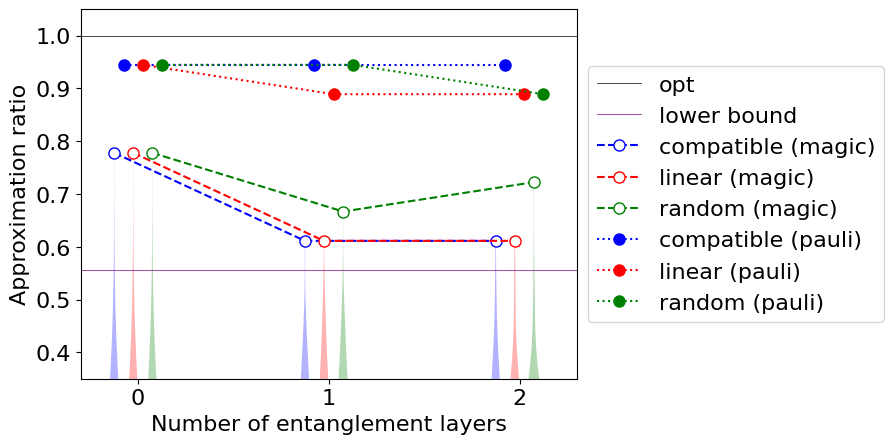 1.0
0.9
0.8
0.7
0.6
0.5
0.4
Approximation ratio
0
1
2
Number of entanglement layers
opt
lower bound
compatible (magic)
linear (magic)
random (magic)
compatible (pauli)
linear (pauli)
random (pauli)